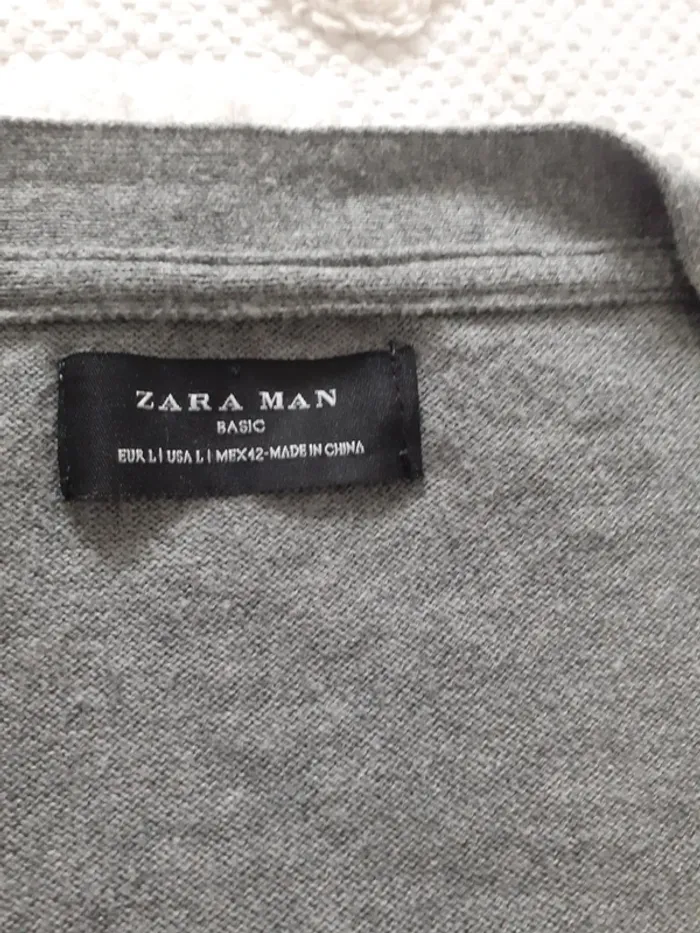 ZARA MAN
BASIC
EUR L | USA L | MEX42-MADE IN CHINA